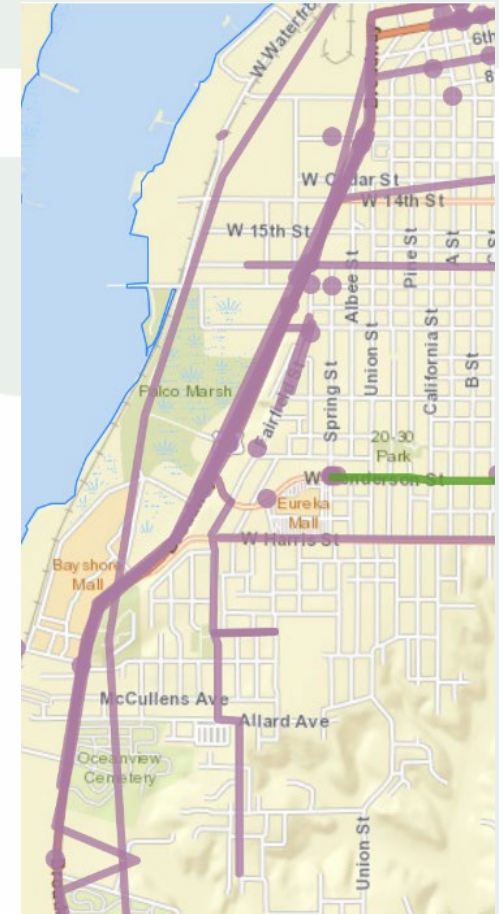 W Waterfro
6th
8
W Cedar St
W 14th St
W 15th St
Pine St
A St
Albee St
Union St
California St
B St
Spring St
Fairfield St
Palco Marsh
20-30
Park
W Henderson St
Eureka
Mall
W Harris St
Bayshore
Mall
McCullens Ave
Allard Ave
Oceanview
Cemetery
Union St